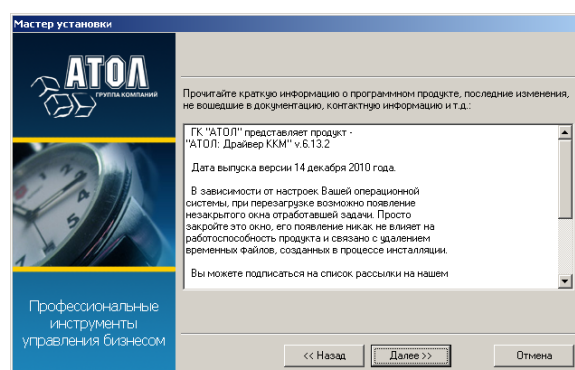 Мастер установки
АТОЛ
ГРУППА КОМПАНИЙ
Прочитайте краткую информацию о программном продукте, последние изменения,
не вошедшие в документацию, контактную информацию и т.д.:
ГК "АТОЛ" представляет продукт -
"АТОЛ: Драйвер ККМ" v.6.13.2
Дата выпуска версии 14 декабря 2010 года.
В зависимости от настроек Вашей операционной
системы, при перезагрузке возможно появление
незакрытого окна отработавшей задачи. Просто
закройте это окно, его появление никак не влияет на
работоспособность продукта и связано с удалением
временных файлов, созданных в процессе инсталляции.
Вы можете подписаться на список рассылки на нашем
Профессиональные
инструменты
управления бизнесом
<< Назад
Далее >>
Отмена